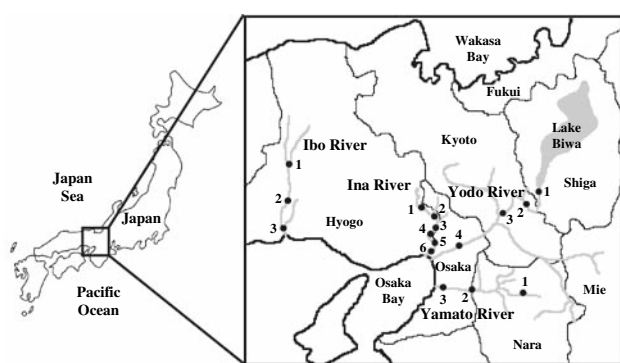 Japan
Sea
Japan
Pacific
Ocean
Wakasa
Bay
Fukui
Kyoto
Lake
Biwa
Shiga
Ibo River
1
2
3
Hyogo
Ina River
1
2
3
4
5
6
Yodo River
1
2
3
4
Osaka
Osaka
Bay
Yamato River
1
2
3
Mie
Nara